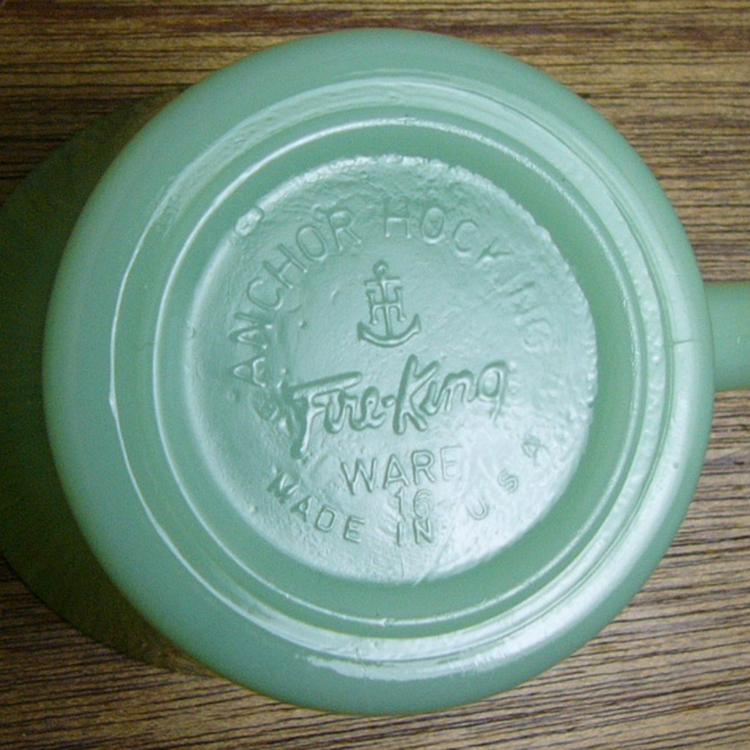 ANCHOR HOCKING
Fire-King
WARE
16
MADE IN U.S.A.